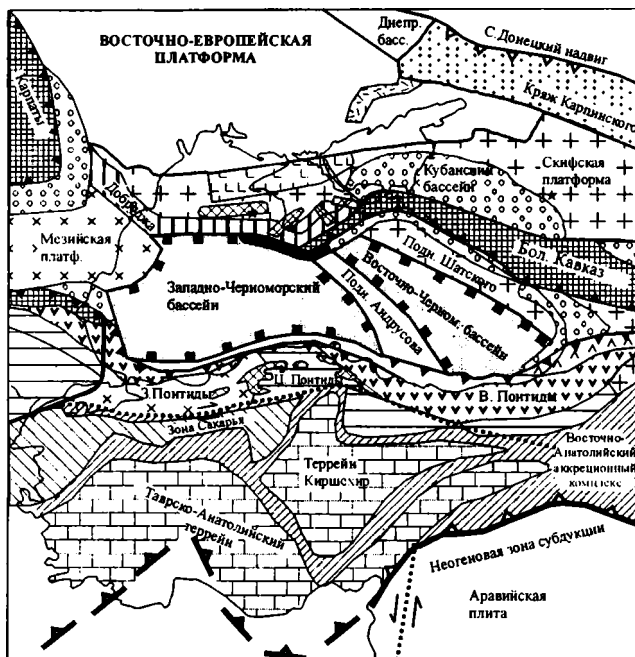 Днепр.
басс.
С.Донецкий надвиг
ВОСТОЧНО-ЕВРОПЕЙСКАЯ
ПЛАТФОРМА
Кряж Карпинского
Карпаты
Кубанский
бассейн
Скифская
платформа
Добруджа
Мезийская
платф.
Бол. Кавказ
Подн. Шатского
Западно-Черноморский
бассейн
Восточно-Черном. бассейн
Подн. Андрусова
З.Понтиды
Ц. Понтиды
В. Понтиды
Зона Сакарья
Восточно-
Анатолийский
аккреционный
комплекс
Террейн
Киршехир
Таврско-Анатолийский
террейн
Неогеновая зона субдукции
Аравийская
плита